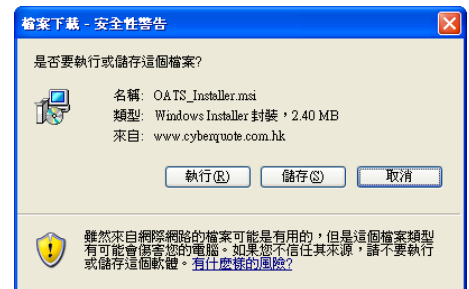 檔案下載 - 安全性警告
是否要執行或儲存這個檔案?
名稱: OATS_Installer.msi
類型: Windows Installer 封裝,2.40 MB
來自: www.cyberquote.com.hk
執行(R) 儲存(S) 取消
雖然來自網際網路的檔案可能是有用的,但是這個檔案類型
有可能會傷害您的電腦。如果您不信任其來源,請不要執行
或儲存這個軟體。有什麼樣的風險?